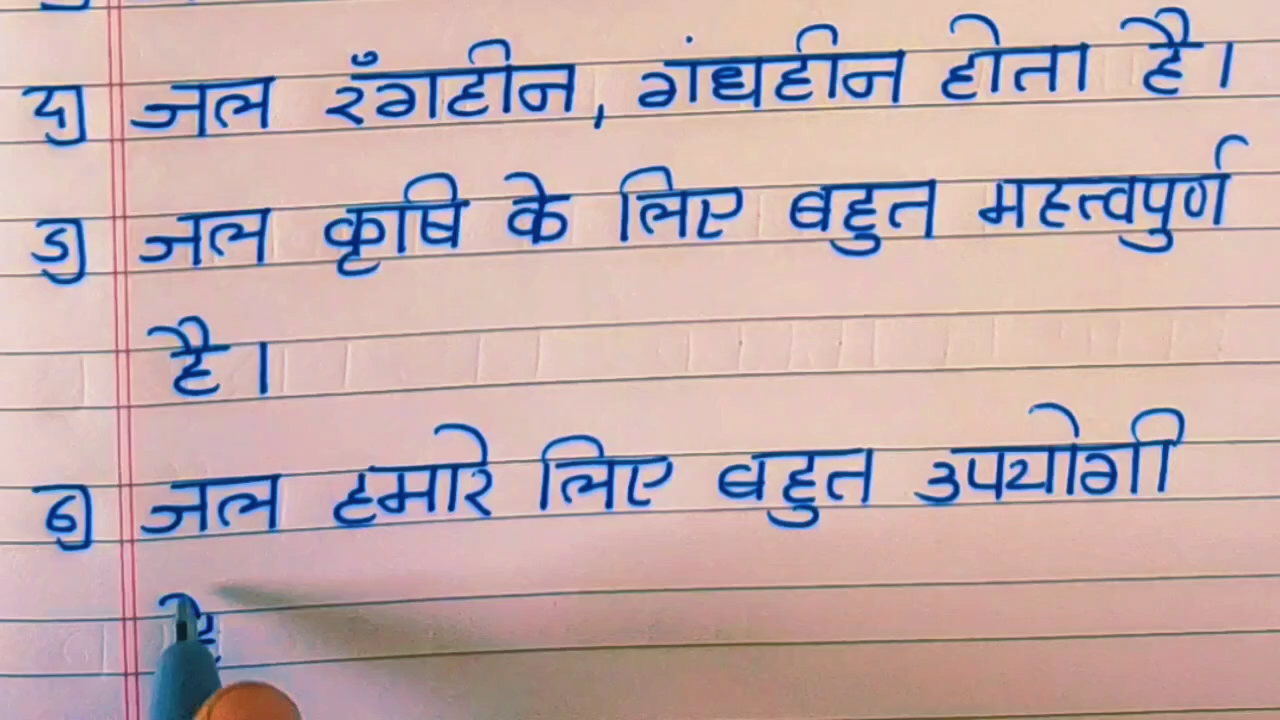 ४) जल रँगहीन, गंधहीन होता है।
५) जल कृषि के लिए बहुत महत्वपुर्ण
है।
६) जल हमारे लिए बहुत उपयोगी
है